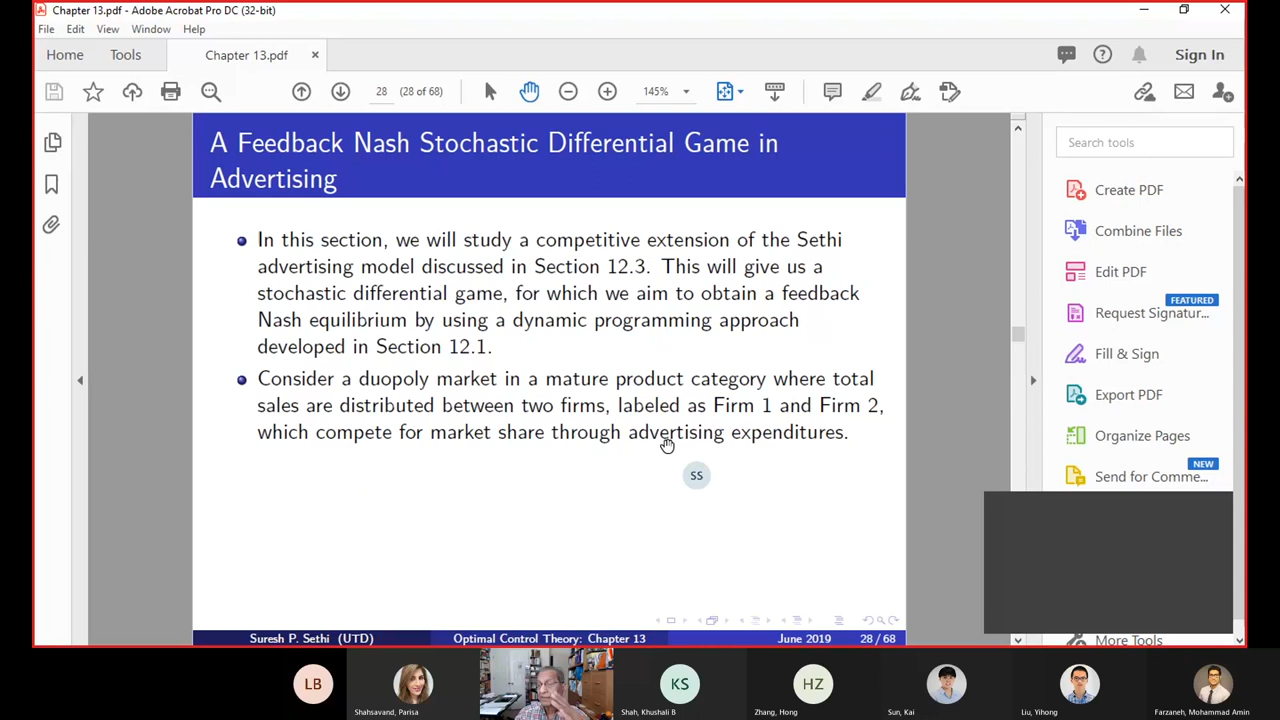 Chapter 13.pdf - Adobe Acrobat Pro DC (32-bit)
File Edit View Window Help
Home Tools Chapter 13.pdf × Sign In
28 (28 of 68) 145%
A Feedback Nash Stochastic Differential Game in
Advertising
In this section, we will study a competitive extension of the Sethi
advertising model discussed in Section 12.3. This will give us a
stochastic differential game, for which we aim to obtain a feedback
Nash equilibrium by using a dynamic programming approach
developed in Section 12.1.
Consider a duopoly market in a mature product category where total
sales are distributed between two firms, labeled as Firm 1 and Firm 2,
which compete for market share through advertising expenditures.
SS
Suresh P. Sethi (UTD) Optimal Control Theory: Chapter 13 June 2019 28 / 68
Search tools
Create PDF
Combine Files
Edit PDF
FEATURED
Request Signatur...
Fill & Sign
Export PDF
Organize Pages
NEW
Send for Comme...
More Tools
LB KS HZ
Shahsavand, Parisa Shah, Khushali B Zhang, Hong Sun, Kai Liu, Yihong Farzaneh, Mohammad Amin